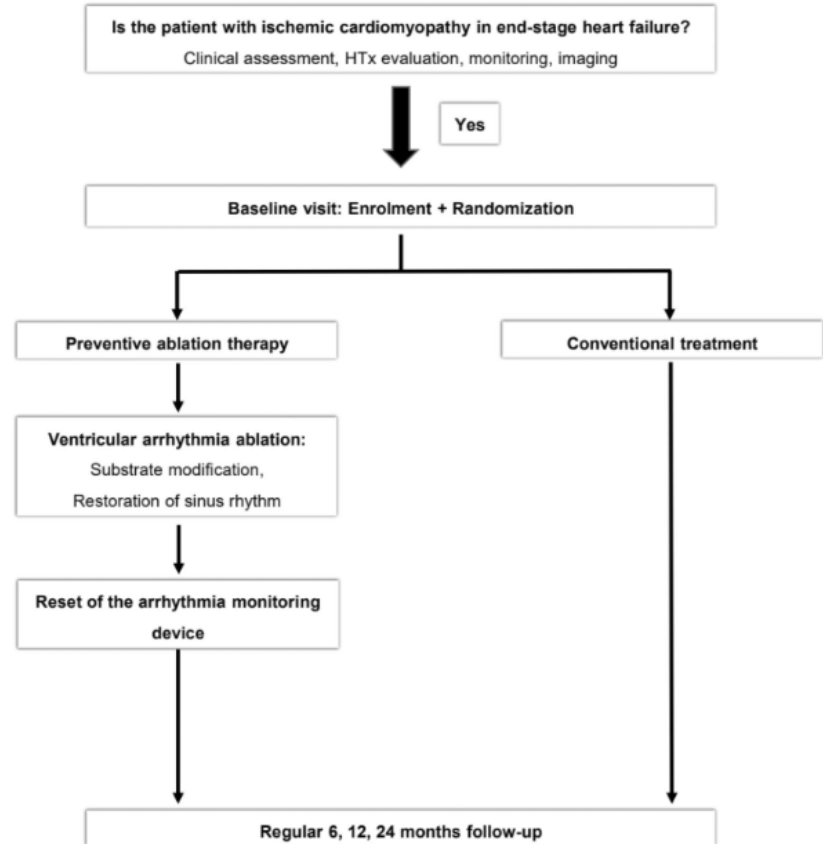 Is the patient with ischemic cardiomyopathy in end-stage heart failure?
Clinical assessment, HTx evaluation, monitoring, imaging
Yes
Baseline visit: Enrolment + Randomization
Preventive ablation therapy
Conventional treatment
Ventricular arrhythmia ablation:
Substrate modification,
Restoration of sinus rhythm
Reset of the arrhythmia monitoring
device
Regular 6, 12, 24 months follow-up